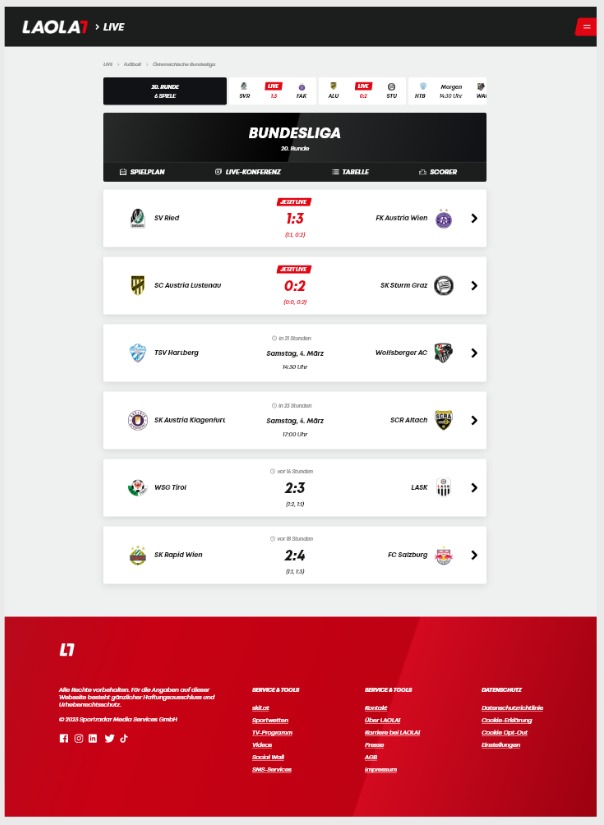 LAOLA1 › LIVE
LIVE › Fußball › Österreichische Bundesliga
20. RUNDE
6 SPIELE
SVR LIVE 1:3 FAK
ALU LIVE 0:2 STU
HTB Morgen 14:30 Uhr
BUNDESLIGA
20. Runde
SPIELPLAN LIVE-KONFERENZ TABELLE SCORER
JETZT LIVE
SV Ried 1:3 FK Austria Wien
(1:1, 0:2)
JETZT LIVE
SC Austria Lustenau 0:2 SK Sturm Graz
(0:0, 0:2)
in 21 Stunden
TSV Hartberg Samstag, 4. März Wolfsberger AC
14:30 Uhr
in 23 Stunden
SK Austria Klagenfurt Samstag, 4. März SCR Altach
17:00 Uhr
vor 16 Stunden
WSG Tirol 2:3 LASK
(1:2, 1:1)
vor 18 Stunden
SK Rapid Wien 2:4 FC Salzburg
(1:1, 1:3)
L1
Alle Rechte vorbehalten. Für die Angaben auf dieser
Webseite besteht gänzlicher Haftungsausschluss und
Urheberrechtsschutz.
© 2023 Sportradar Media Services GmbH
SERVICE & TOOLS
skit.at
Sportwetten
TV-Programm
Videos
Social Wall
SMS-Services
SERVICE & TOOLS
Kontakt
Über LAOLA1
Karriere bei LAOLA1
Presse
AGB
Impressum
DATENSCHUTZ
Datenschutzrichtlinie
Cookie-Erklärung
Cookie Opt-Out
Einstellungen